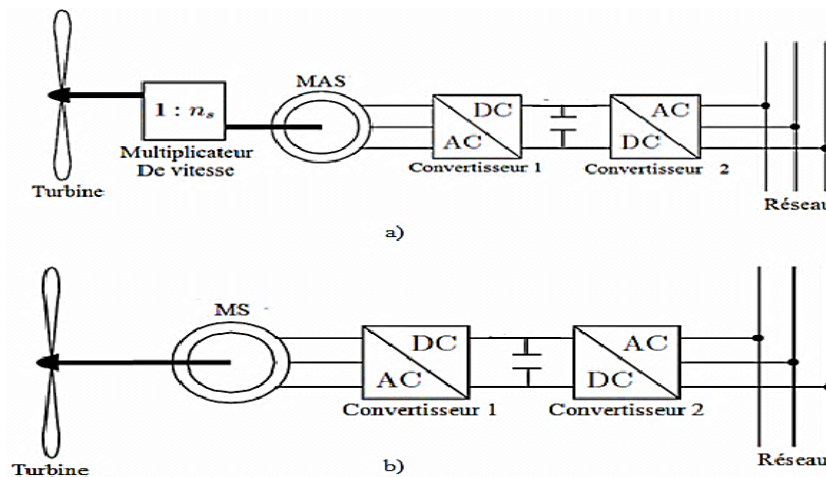 MAS
DC
AC
AC
DC
1 : nₛ
Multiplicateur
De vitesse
Convertisseur 1
Convertisseur 2
Turbine
Réseau
a)
MS
DC
AC
AC
DC
Convertisseur 1
Convertisseur 2
Turbine
Réseau
b)